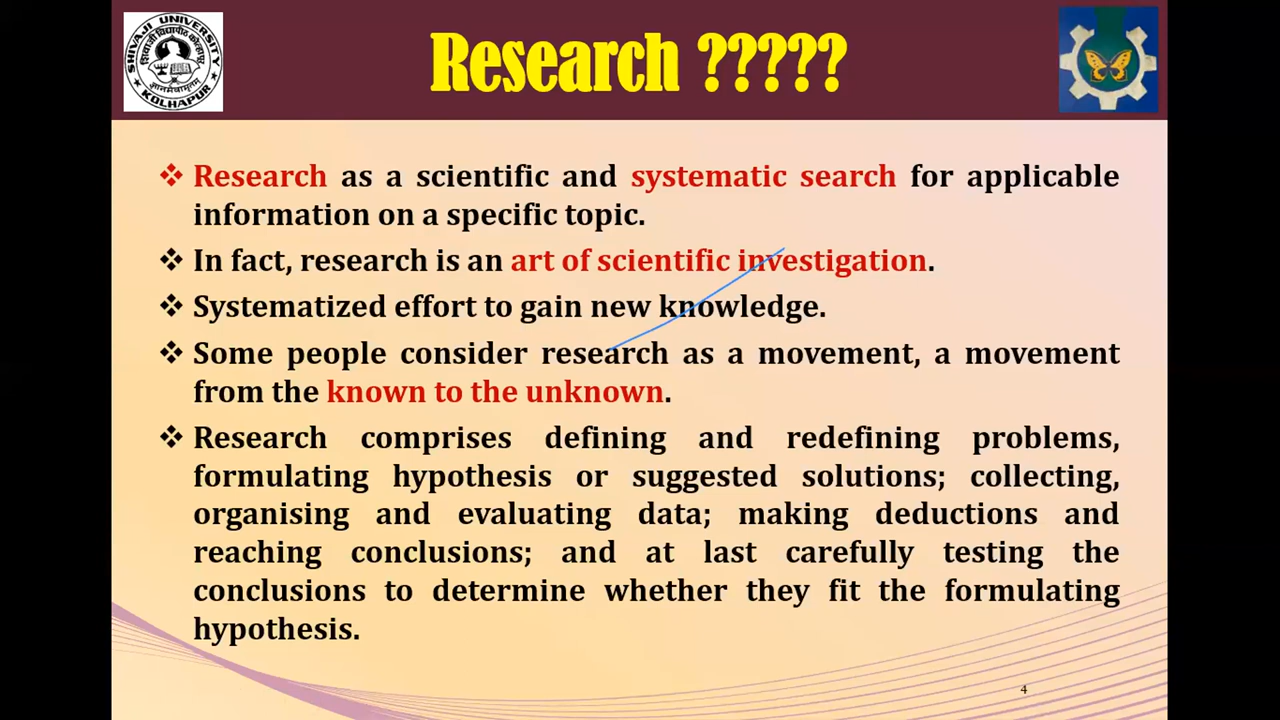 SHIVAJI UNIVERSITY
KOLHAPUR
Research ?????
❖ Research as a scientific and systematic search for applicable
information on a specific topic.
❖ In fact, research is an art of scientific investigation.
❖ Systematized effort to gain new knowledge.
❖ Some people consider research as a movement, a movement
from the known to the unknown.
❖ Research comprises defining and redefining problems,
formulating hypothesis or suggested solutions; collecting,
organising and evaluating data; making deductions and
reaching conclusions; and at last carefully testing the
conclusions to determine whether they fit the formulating
hypothesis.
4